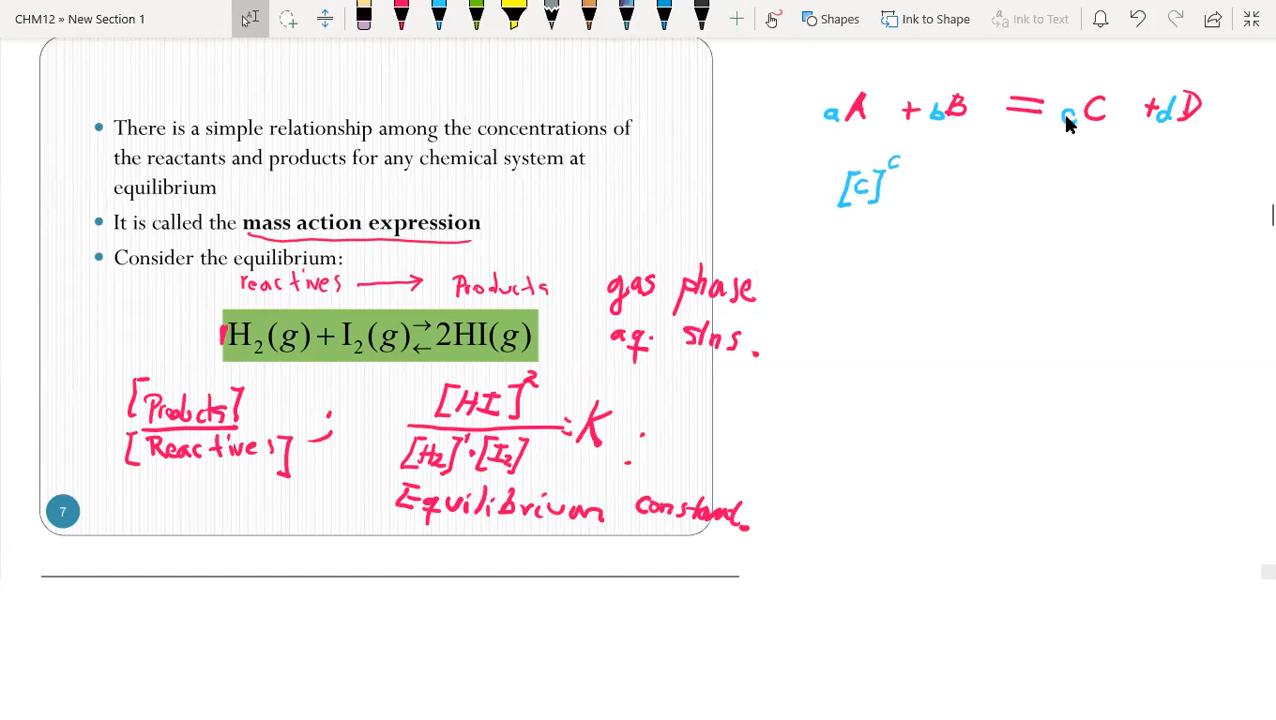 CHM12 » New Section 1
Shapes
Ink to Shape
Ink to Text
There is a simple relationship among the concentrations of
the reactants and products for any chemical system at
equilibrium
It is called the mass action expression
Consider the equilibrium:
reactives → Products
1H₂(g) + I₂(g) ⇄ 2HI(g)
[Products]
[Reactives]
[HI]²
[H₂]¹·[I₂]
= K
Equilibrium constant.
gas phase
aq. slns.
7
aA + bB = cC + dD
[C]ᶜ